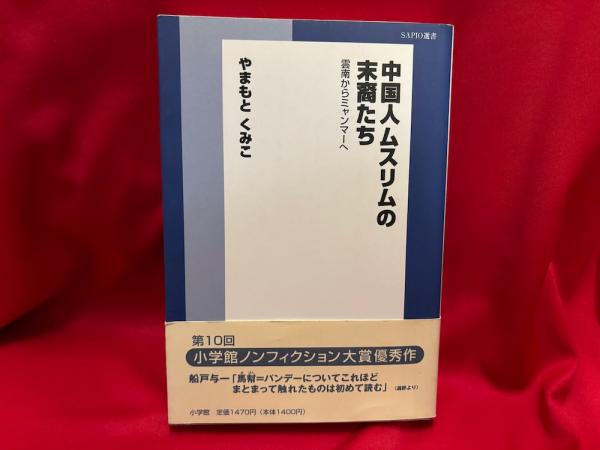 SAPIO選書
中国人ムスリムの
末裔たち
雲南からミャンマーへ
やまもと くみこ
第10回
小学館ノンフィクション大賞優秀作
船戸与一「馬幇=パンデーについてこれほど
まとまって触れたものは初めて読む」(選評より)
小学館 定価1470円(本体1400円)